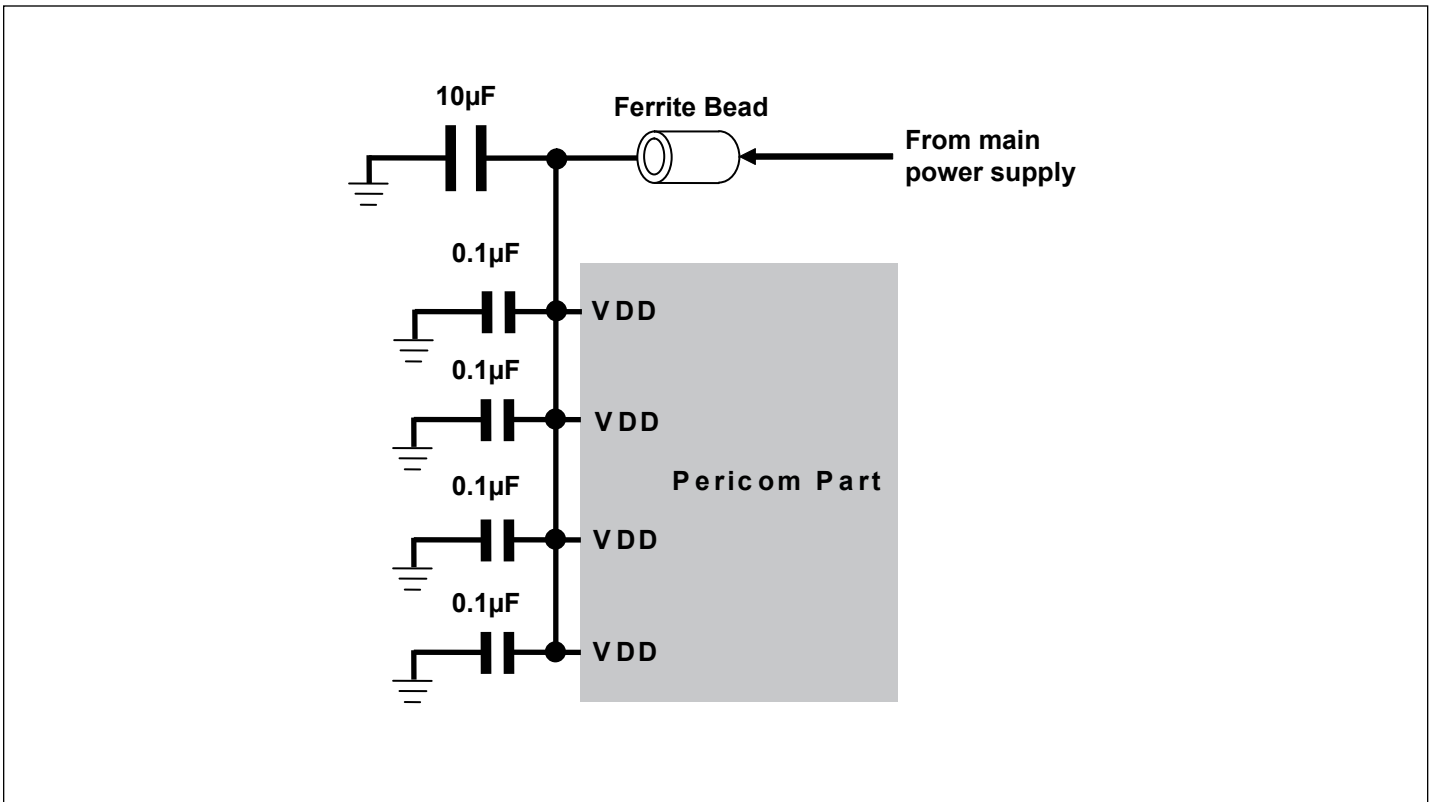 10µF
Ferrite Bead
From main
power supply
0.1µF
VDD
0.1µF
VDD
Pericom Part
0.1µF
VDD
0.1µF
VDD